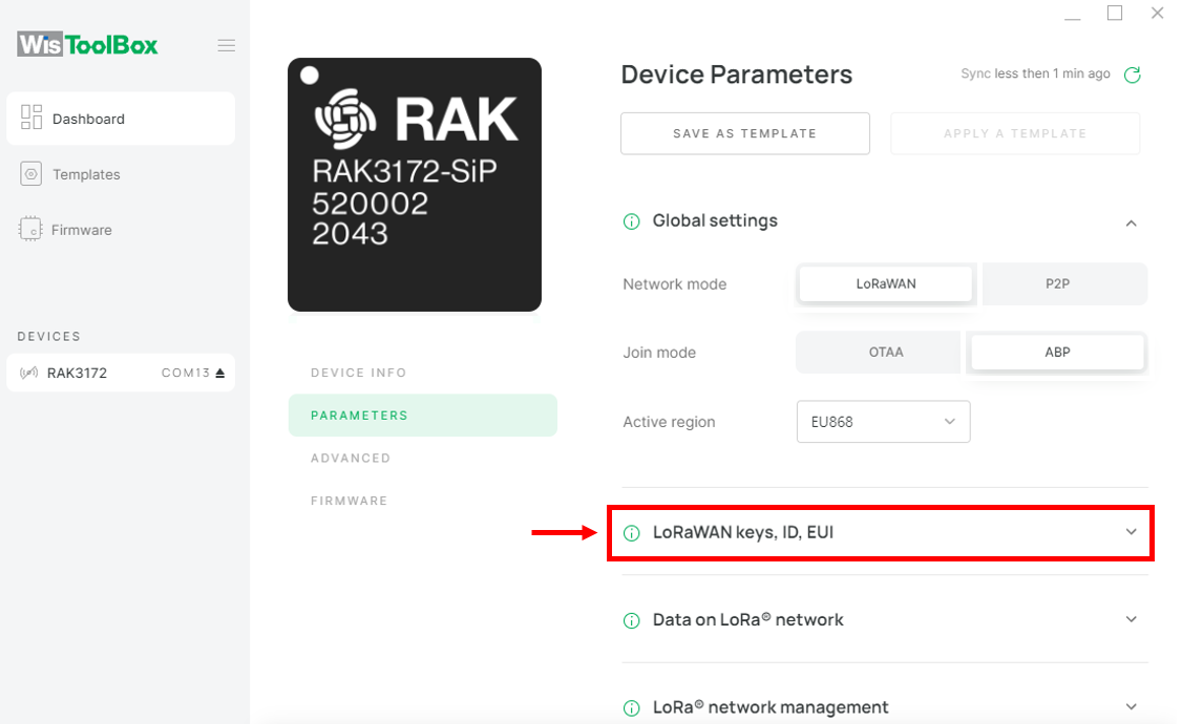 WisToolBox
Dashboard
Templates
Firmware
DEVICES
RAK3172 COM13
RAK
RAK3172-SiP
520002
2043
DEVICE INFO
PARAMETERS
ADVANCED
FIRMWARE
Device Parameters
Sync less then 1 min ago
SAVE AS TEMPLATE
APPLY A TEMPLATE
Global settings
Network mode LoRaWAN P2P
Join mode OTAA ABP
Active region EU868
LoRaWAN keys, ID, EUI
Data on LoRa® network
LoRa® network management